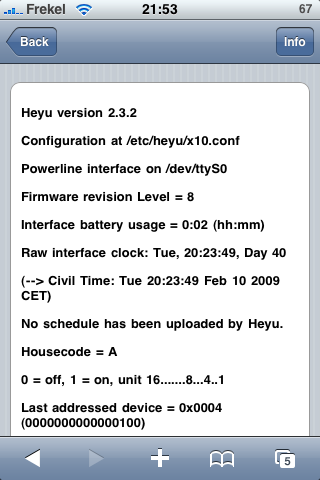 Frekel 21:53 67
Back Info
Heyu version 2.3.2
Configuration at /etc/heyu/x10.conf
Powerline interface on /dev/ttyS0
Firmware revision Level = 8
Interface battery usage = 0:02 (hh:mm)
Raw interface clock: Tue, 20:23:49, Day 40
(--> Civil Time: Tue 20:23:49 Feb 10 2009
CET)
No schedule has been uploaded by Heyu.
Housecode = A
0 = off, 1 = on, unit 16.......8...4..1
Last addressed device = 0x0004
(0000000000000100)
5